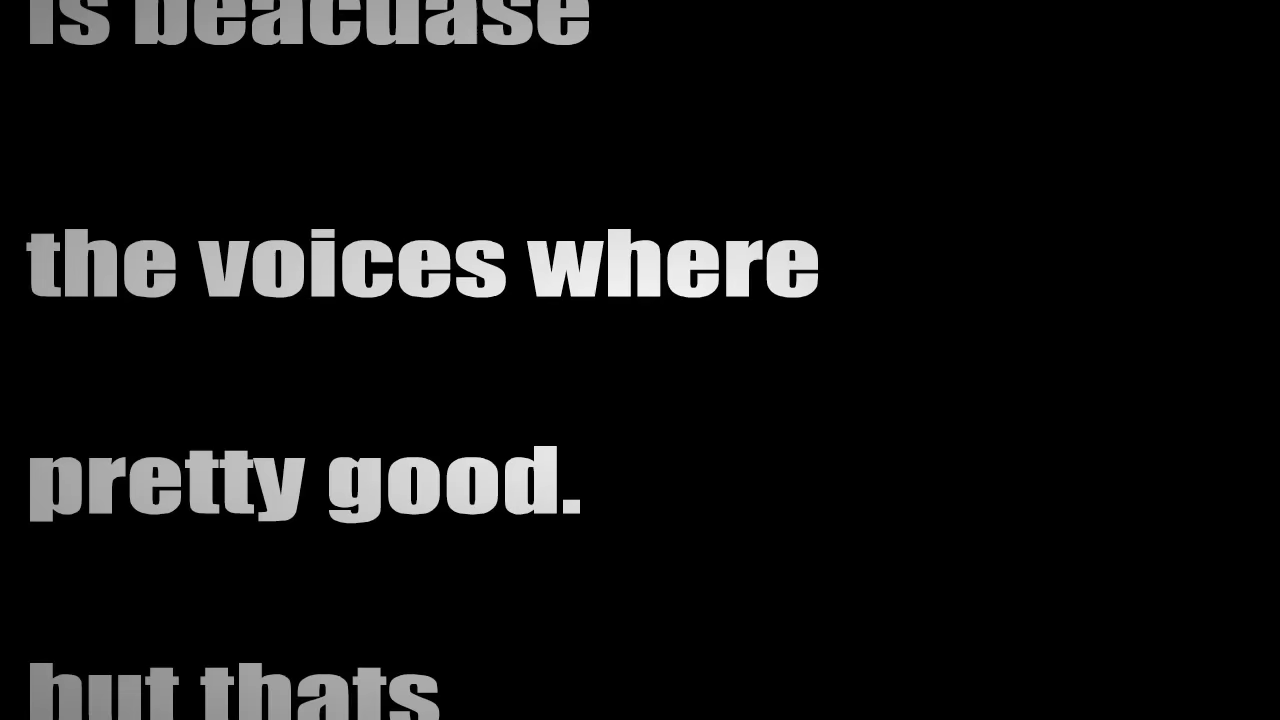 is beacuase
the voices where
pretty good.
but thats